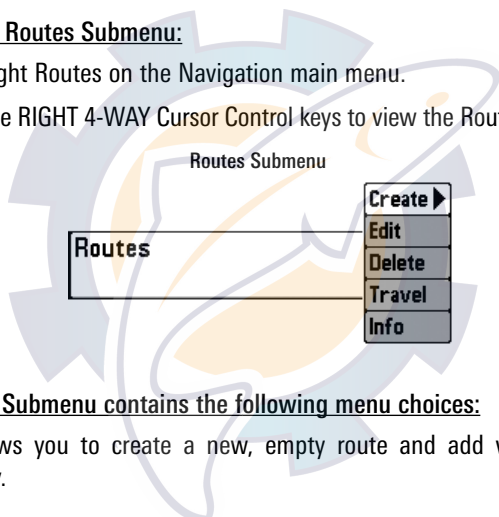 Routes Submenu:
ght Routes on the Navigation main menu.
e RIGHT 4-WAY Cursor Control keys to view the Rout
Routes Submenu
Create
Routes
Edit
Delete
Travel
Info
Submenu contains the following menu choices:
ws you to create a new, empty route and add